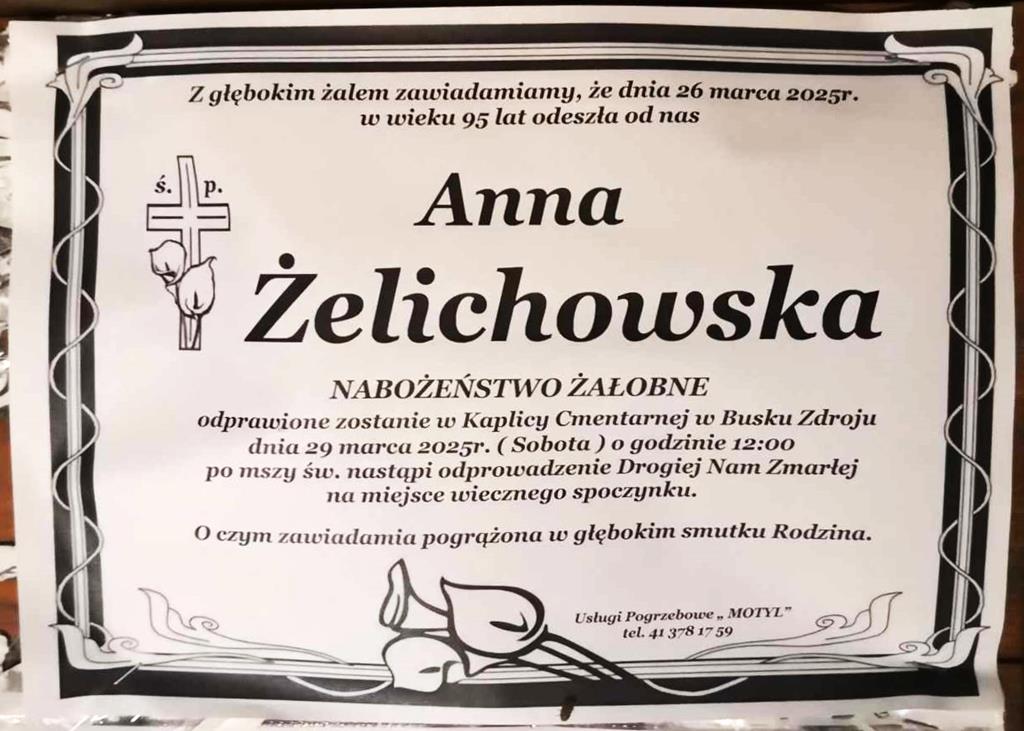 Z głębokim żalem zawiadamiamy, że dnia 26 marca 2025r.
w wieku 95 lat odeszła od nas
ś. p.
Anna
Żelichowska
NABOŻEŃSTWO ŻAŁOBNE
odprawione zostanie w Kaplicy Cmentarnej w Busku Zdroju
dnia 29 marca 2025r. ( Sobota ) o godzinie 12:00
po mszy św. nastąpi odprowadzenie Drogiej Nam Zmarłej
na miejsce wiecznego spoczynku.
O czym zawiadamia pogrążona w głębokim smutku Rodzina.
Usługi Pogrzebowe „ MOTYL”
tel. 41 378 17 59